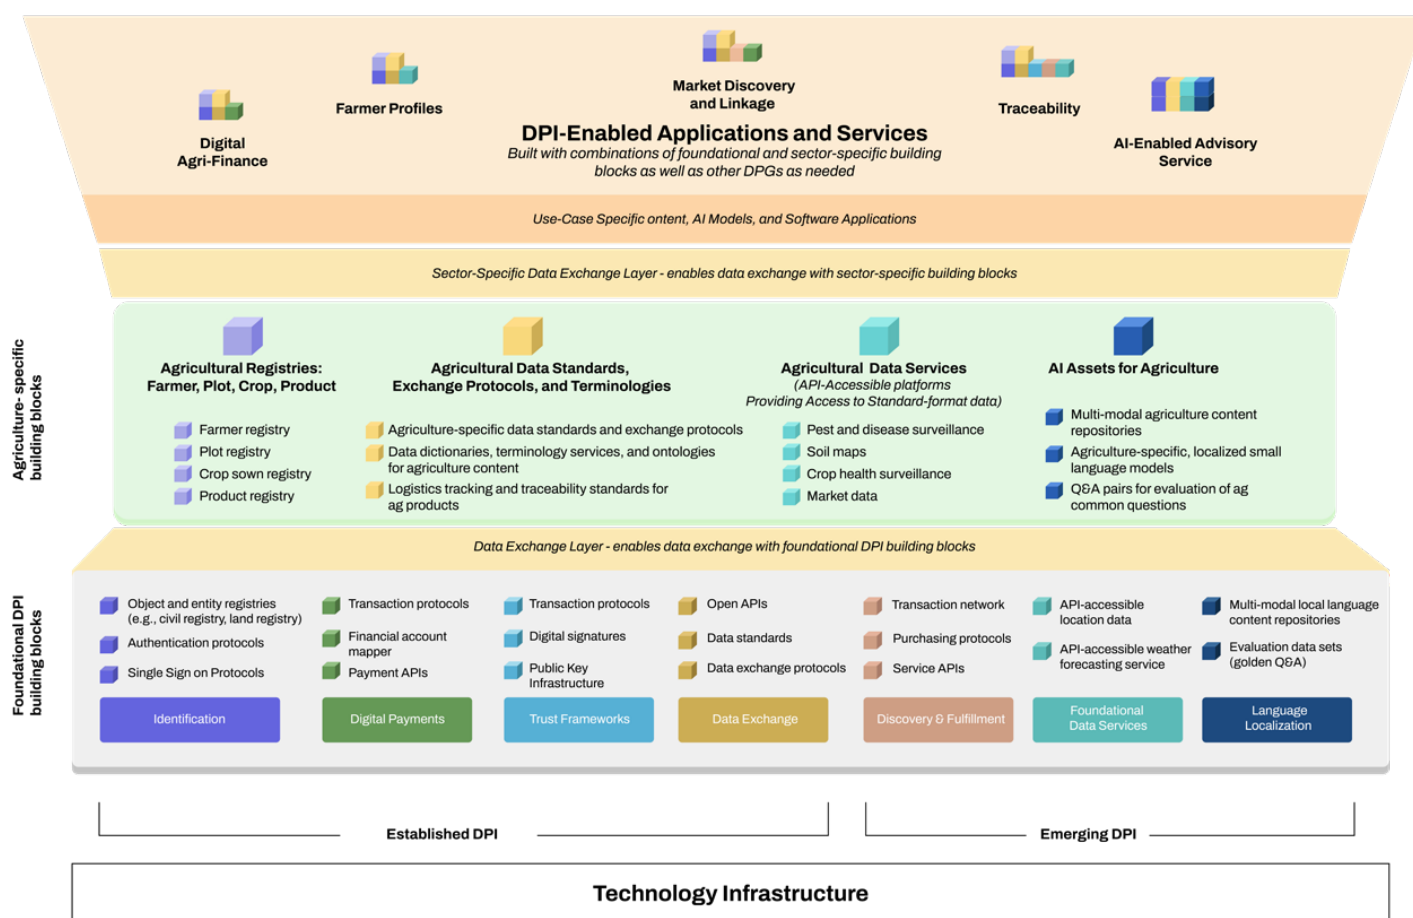 Digital
Agri-Finance
Farmer Profiles
Market Discovery
and Linkage
Traceability
AI-Enabled Advisory
Service
DPI-Enabled Applications and Services
Built with combinations of foundational and sector-specific building
blocks as well as other DPGs as needed
Use-Case Specific ontent, AI Models, and Software Applications
Sector-Specific Data Exchange Layer - enables data exchange with sector-specific building blocks
Agriculture- specific
building blocks
Agricultural Registries:
Farmer, Plot, Crop, Product
Farmer registry
Plot registry
Crop sown registry
Product registry
Agricultural Data Standards,
Exchange Protocols, and Terminologies
Agriculture-specific data standards and exchange protocols
Data dictionaries, terminology services, and ontologies
for agriculture content
Logistics tracking and traceability standards for
ag products
Agricultural Data Services
(API-Accessible platforms
Providing Access to Standard-format data)
Pest and disease surveillance
Soil maps
Crop health surveillance
Market data
AI Assets for Agriculture
Multi-modal agriculture content
repositories
Agriculture-specific, localized small
language models
Q&A pairs for evaluation of ag
common questions
Data Exchange Layer - enables data exchange with foundational DPI building blocks
Foundational DPI
building blocks
Object and entity registries
(e.g., civil registry, land registry)
Authentication protocols
Single Sign on Protocols
Identification
Transaction protocols
Financial account
mapper
Payment APIs
Digital Payments
Transaction protocols
Digital signatures
Public Key
Infrastructure
Trust Frameworks
Open APIs
Data standards
Data exchange protocols
Data Exchange
Transaction network
Purchasing protocols
Service APIs
Discovery & Fulfillment
API-accessible
location data
API-accessible weather
forecasting service
Foundational
Data Services
Multi-modal local language
content repositories
Evaluation data sets
(golden Q&A)
Language
Localization
Established DPI
Emerging DPI
Technology Infrastructure